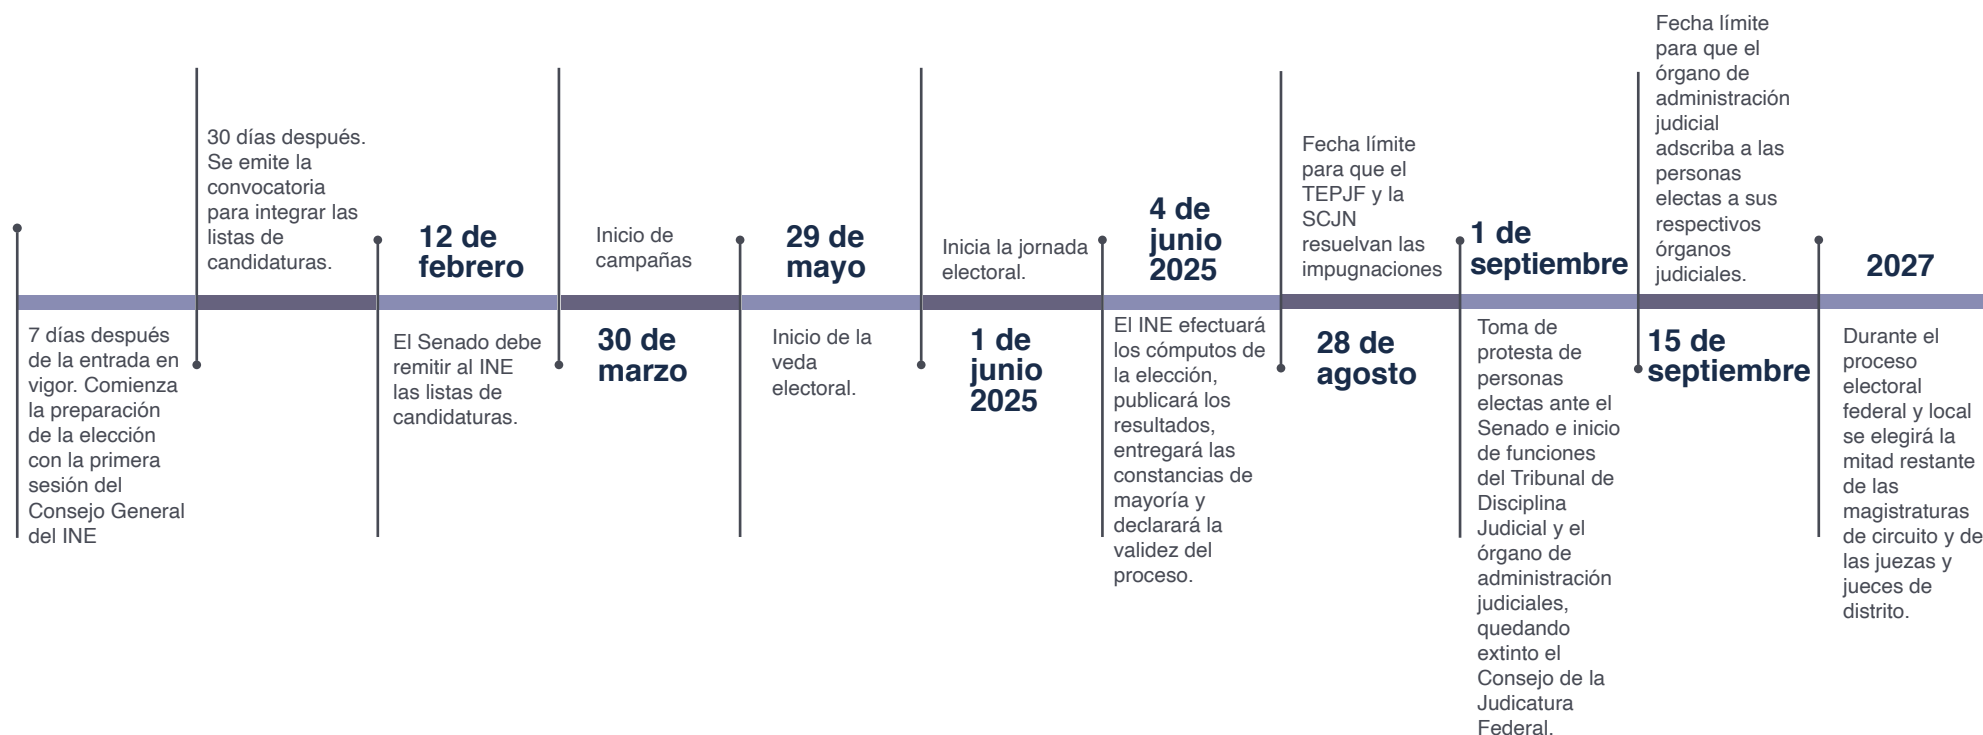 7 días después
de la entrada en
vigor. Comienza
la preparación
de la elección
con la primera
sesión del
Consejo General
del INE
30 días después.
Se emite la
convocatoria
para integrar las
listas de
candidaturas.
12 de
febrero
El Senado debe
remitir al INE
las listas de
candidaturas.
Inicio de
campañas
30 de
marzo
29 de
mayo
Inicio de la
veda
electoral.
Inicia la jornada
electoral.
1 de
junio
2025
4 de
junio
2025
El INE efectuará
los cómputos de
la elección,
publicará los
resultados,
entregará las
constancias de
mayoría y
declarará la
validez del
proceso.
Fecha límite
para que el
TEPJF y la
SCJN
resuelvan las
impugnaciones
28 de
agosto
1 de
septiembre
Toma de
protesta de
personas
electas ante el
Senado e inicio
de funciones
del Tribunal de
Disciplina
Judicial y el
órgano de
administración
judiciales,
quedando
extinto el
Consejo de la
Judicatura
Federal.
Fecha límite
para que el
órgano de
administración
judicial
adscriba a las
personas
electas a sus
respectivos
órganos
judiciales.
15 de
septiembre
2027
Durante el
proceso
electoral
federal y local
se elegirá la
mitad restante
de las
magistraturas
de circuito y de
las juezas y
jueces de
distrito.